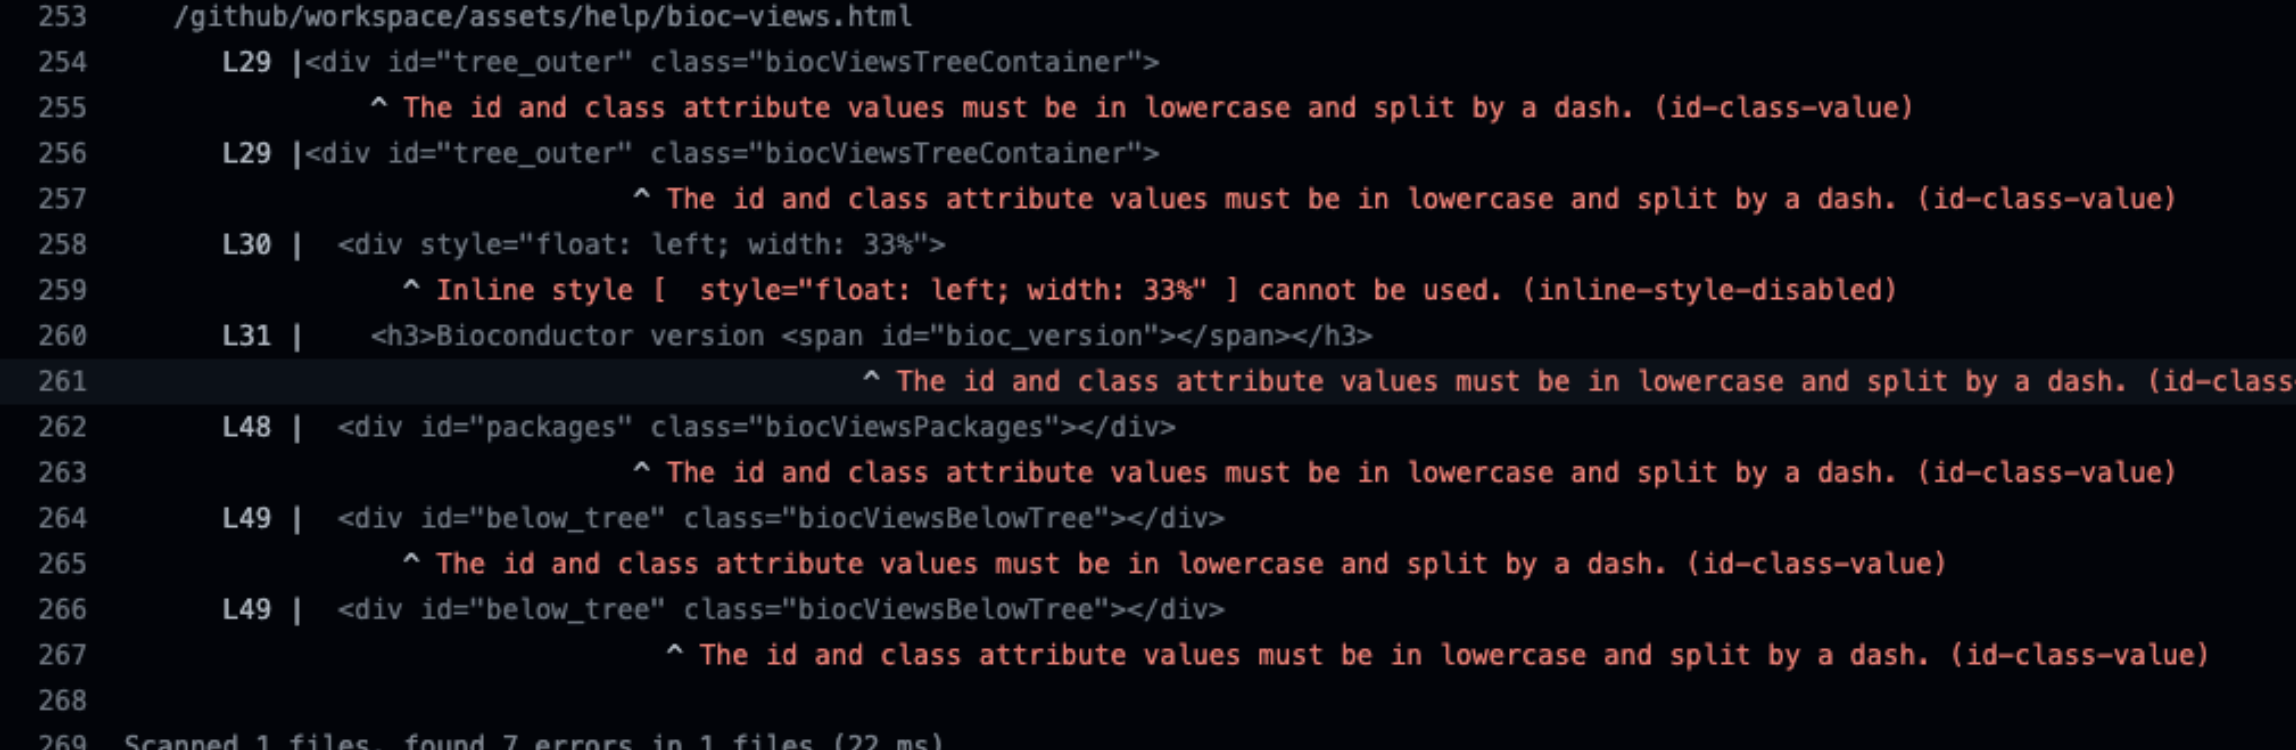 253 /github/workspace/assets/help/bioc-views.html
254 L29 |<div id="tree_outer" class="biocViewsTreeContainer">
255 ^ The id and class attribute values must be in lowercase and split by a dash. (id-class-value)
256 L29 |<div id="tree_outer" class="biocViewsTreeContainer">
257 ^ The id and class attribute values must be in lowercase and split by a dash. (id-class-value)
258 L30 | <div style="float: left; width: 33%">
259 ^ Inline style [  style="float: left; width: 33%" ] cannot be used. (inline-style-disabled)
260 L31 | <h3>Bioconductor version <span id="bioc_version"></span></h3>
261 ^ The id and class attribute values must be in lowercase and split by a dash. (id-class
262 L48 | <div id="packages" class="biocViewsPackages"></div>
263 ^ The id and class attribute values must be in lowercase and split by a dash. (id-class-value)
264 L49 | <div id="below_tree" class="biocViewsBelowTree"></div>
265 ^ The id and class attribute values must be in lowercase and split by a dash. (id-class-value)
266 L49 | <div id="below_tree" class="biocViewsBelowTree"></div>
267 ^ The id and class attribute values must be in lowercase and split by a dash. (id-class-value)
268
269 Scanned 1 files, found 7 errors in 1 files (22 ms)